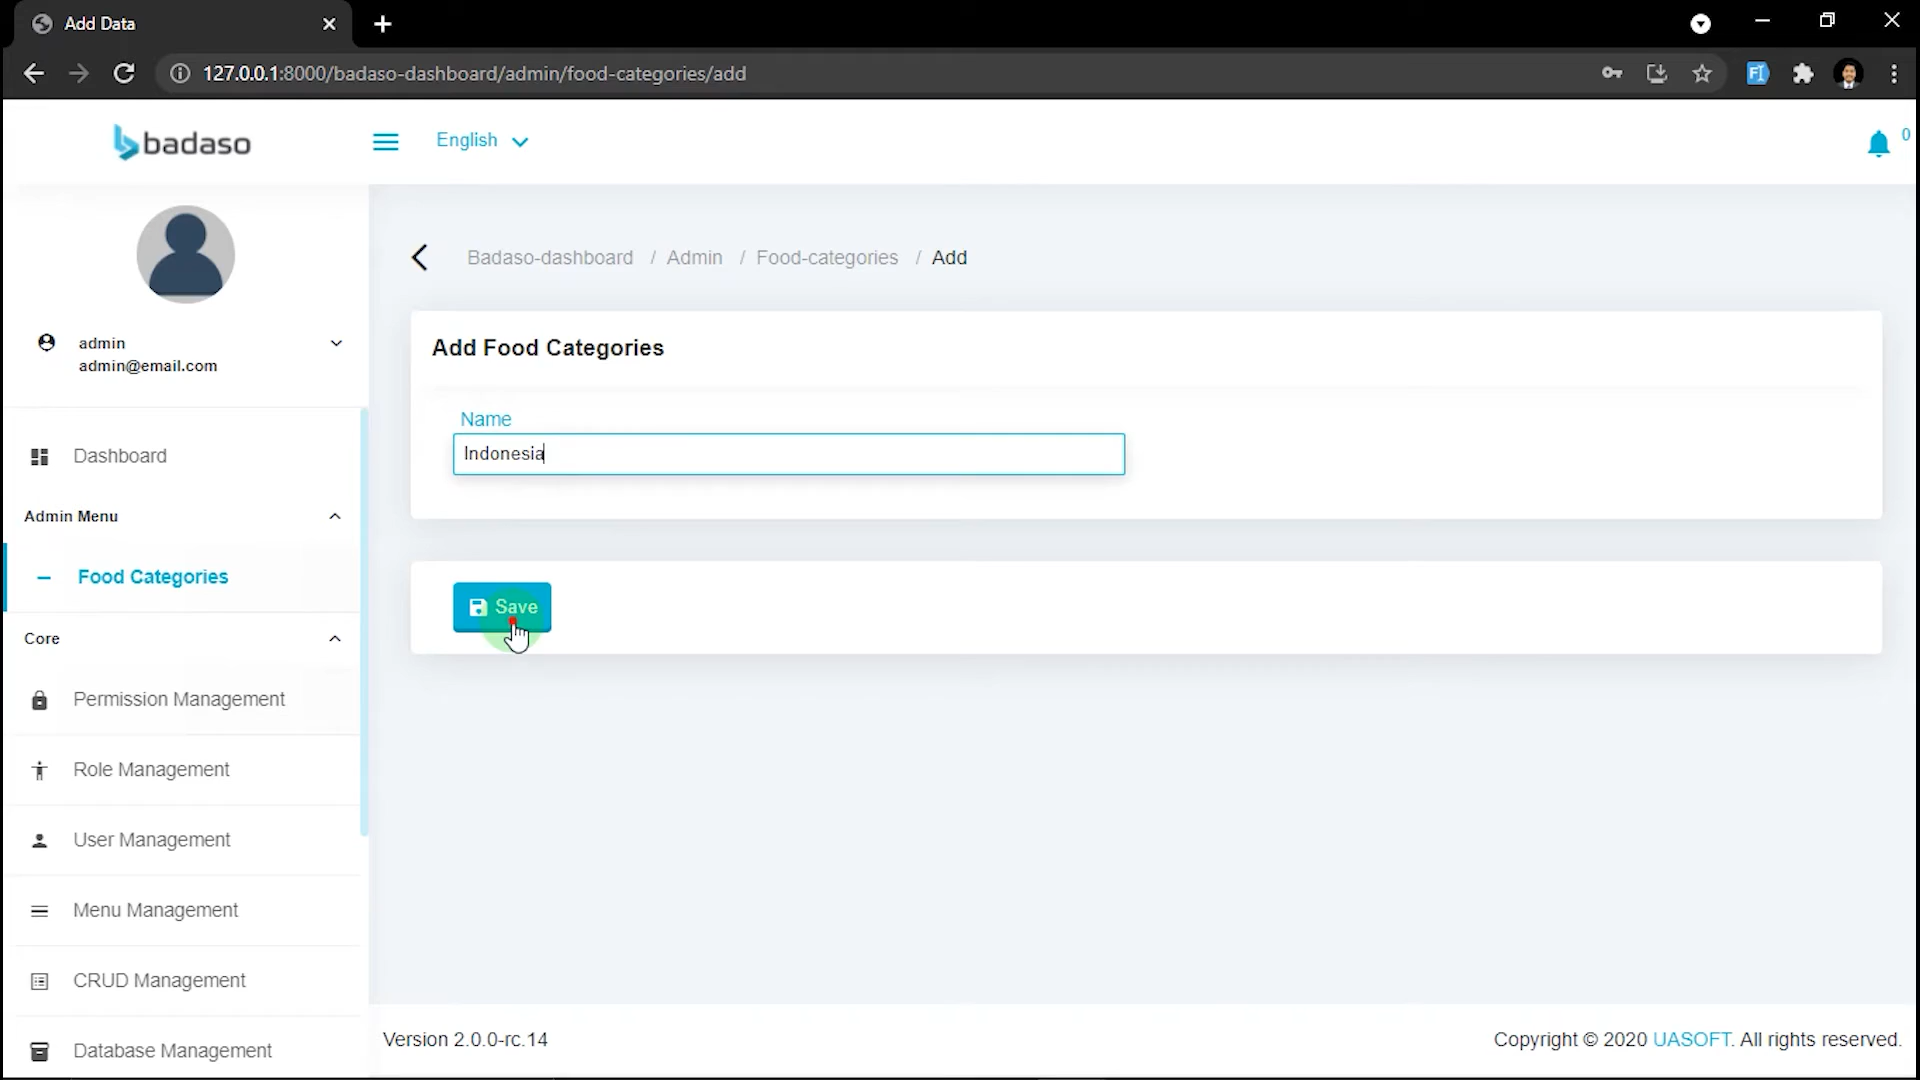 Add Data
127.0.0.1:8000/badaso-dashboard/admin/food-categories/add
badaso
English
0
admin
admin@email.com
Badaso-dashboard / Admin / Food-categories / Add
Add Food Categories
Name
Indonesia
Save
Dashboard
Admin Menu
Food Categories
Core
Permission Management
Role Management
User Management
Menu Management
CRUD Management
Database Management
Version 2.0.0-rc.14
Copyright © 2020 UASOFT. All rights reserved.